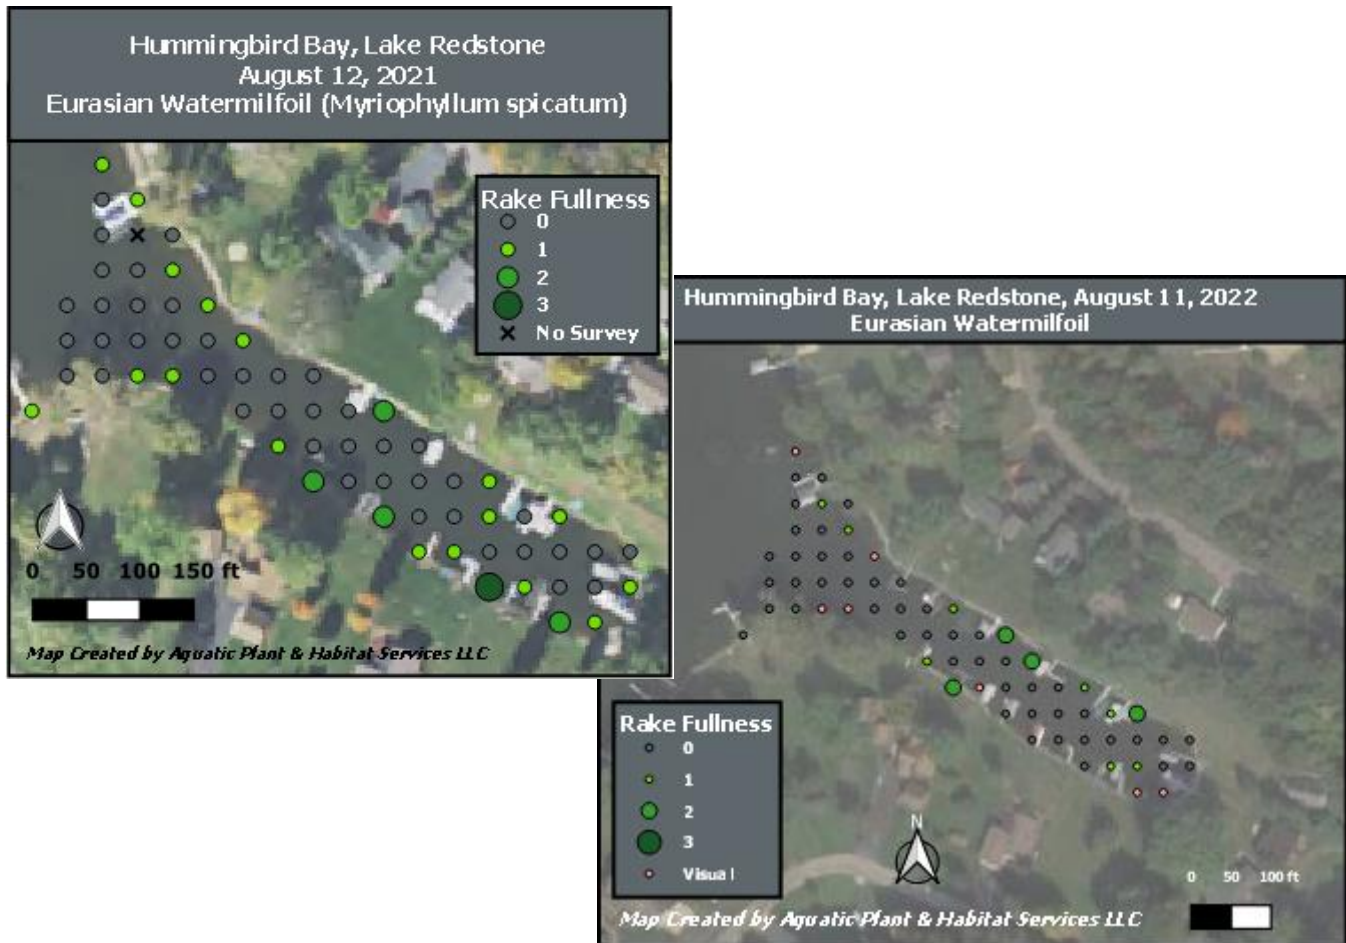 Hummingbird Bay, Lake Redstone
August 12, 2021
Eurasian Watermilfoil (Myriophyllum spicatum)
Rake Fullness
0
1
2
3
No Survey
0 50 100 150 ft
Map Created by Aquatic Plant & Habitat Services LLC
Hummingbird Bay, Lake Redstone, August 11, 2022
Eurasian Watermilfoil
Rake Fullness
0
1
2
3
Visual
N
0 50 100 ft
Map Created by Aquatic Plant & Habitat Services LLC